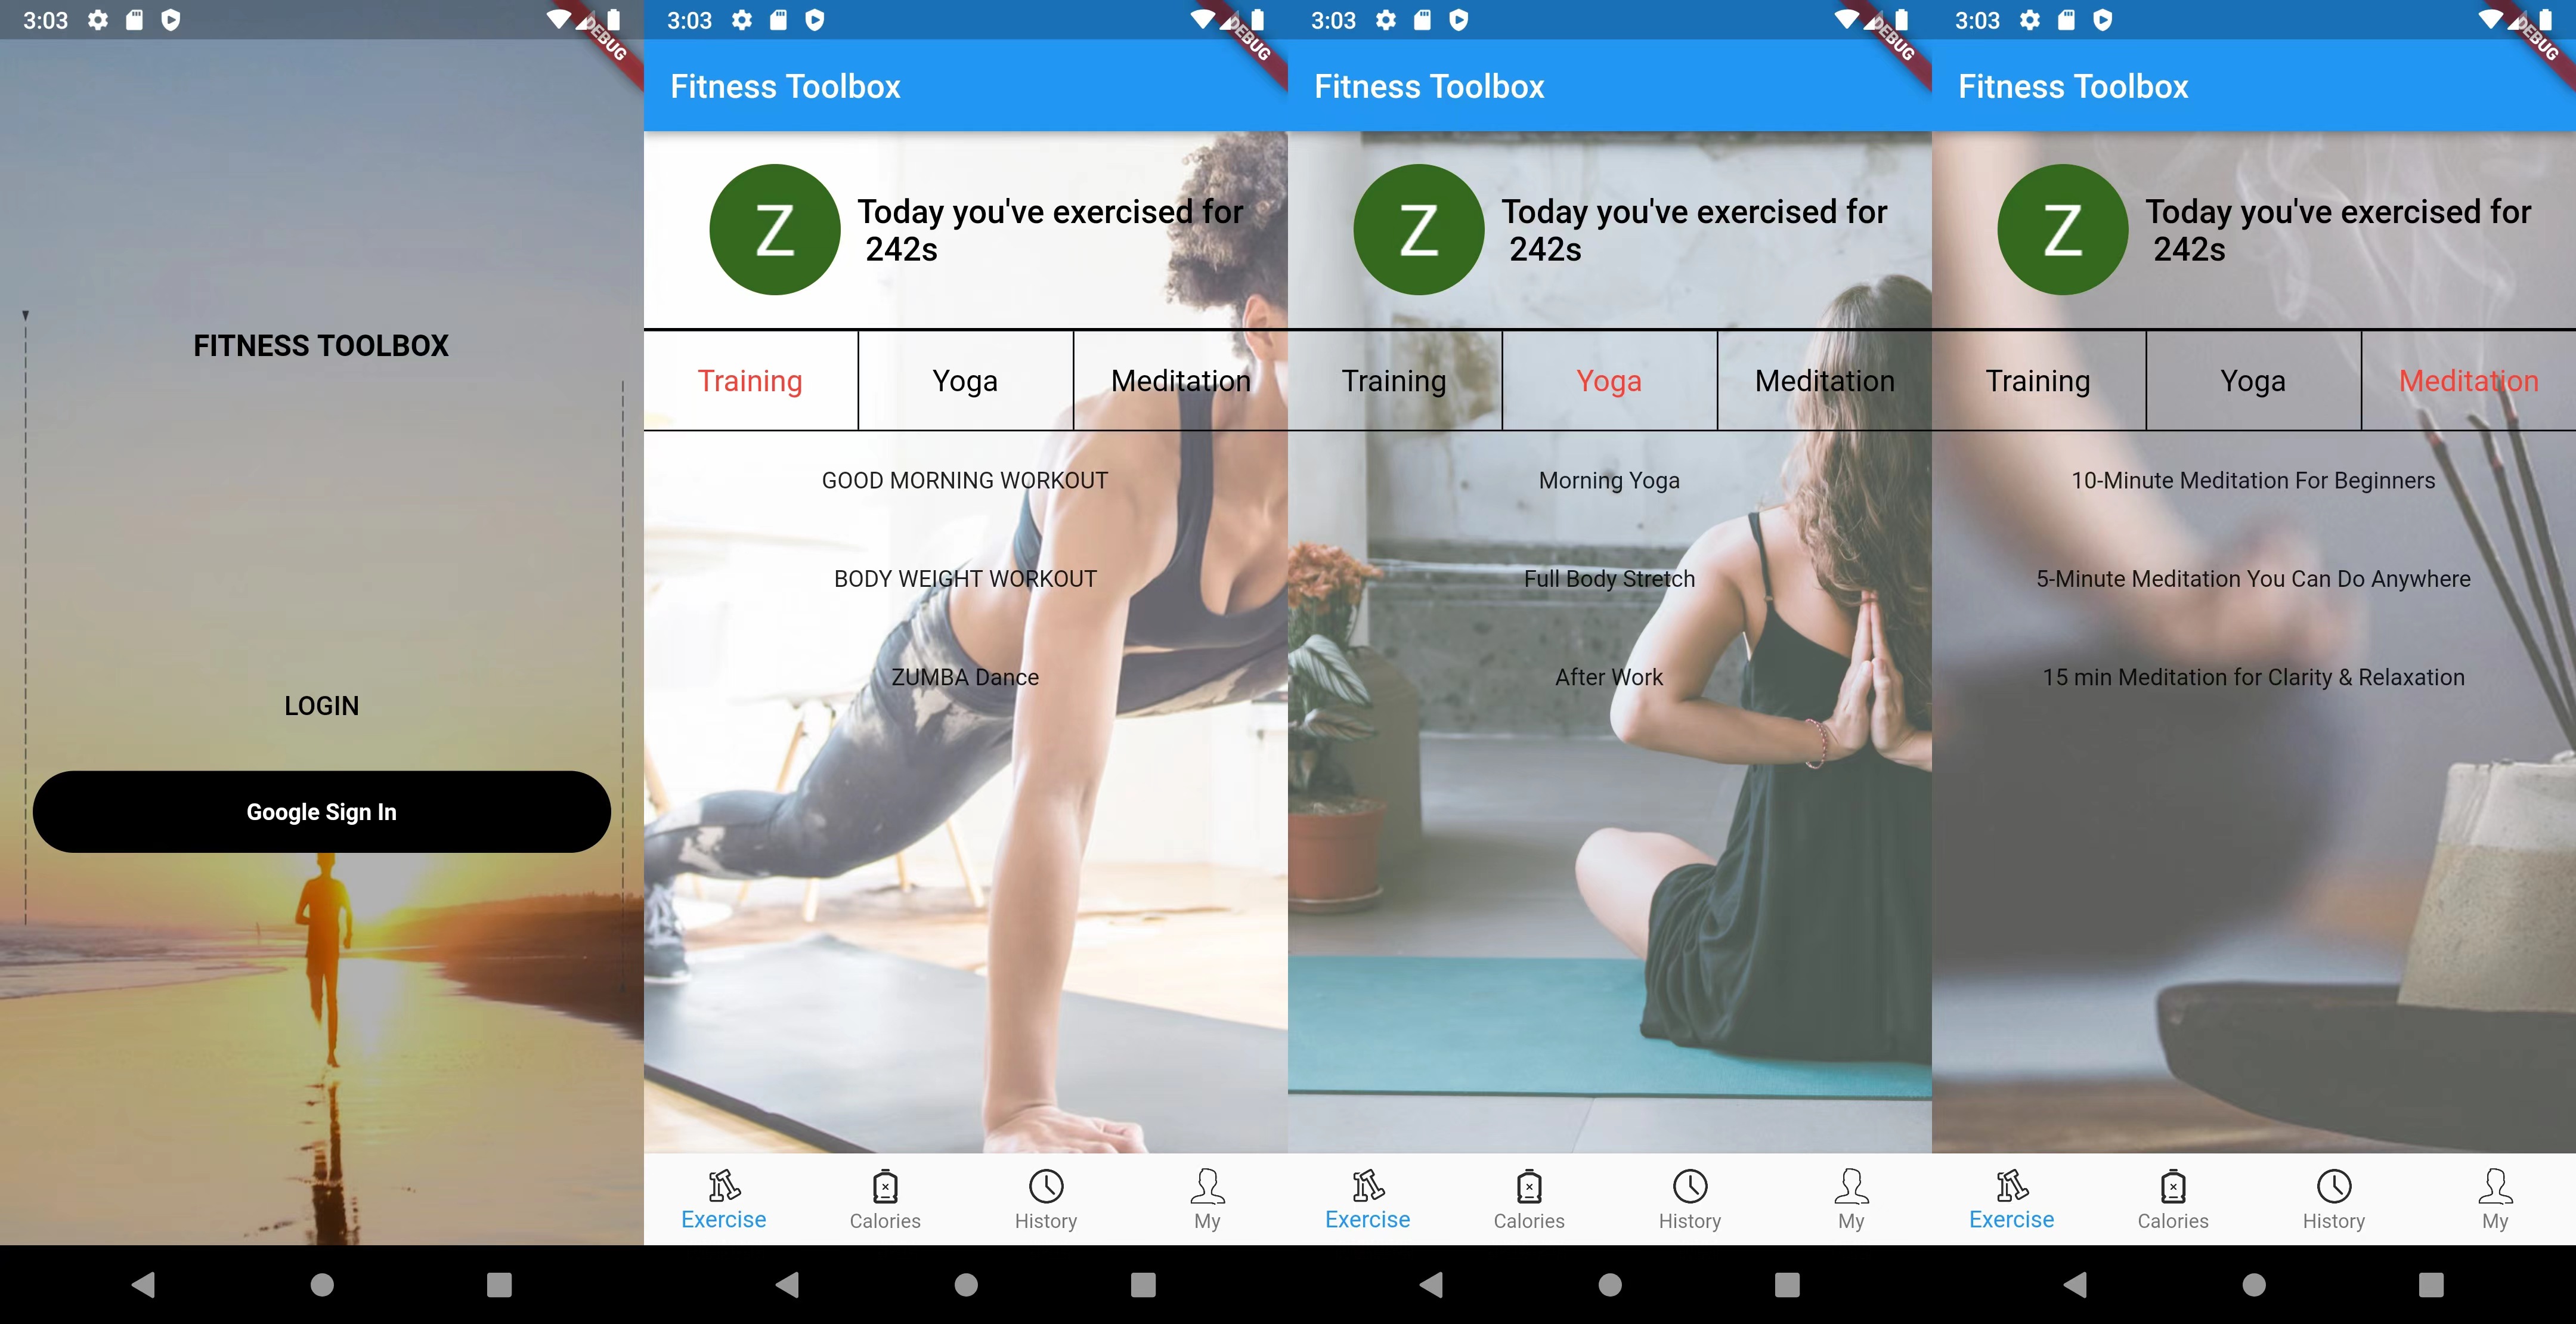 3:03
DEBUG
FITNESS TOOLBOX
LOGIN
Google Sign In
3:03
DEBUG
Fitness Toolbox
Z
Today you've exercised for
242s
Training Yoga Meditation
GOOD MORNING WORKOUT
BODY WEIGHT WORKOUT
ZUMBA Dance
Exercise Calories History My
3:03
DEBUG
Fitness Toolbox
Z
Today you've exercised for
242s
Training Yoga Meditation
Morning Yoga
Full Body Stretch
After Work
Exercise Calories History My
3:03
DEBUG
Fitness Toolbox
Z
Today you've exercised for
242s
Training Yoga Meditation
10-Minute Meditation For Beginners
5-Minute Meditation You Can Do Anywhere
15 min Meditation for Clarity & Relaxation
Exercise Calories History My